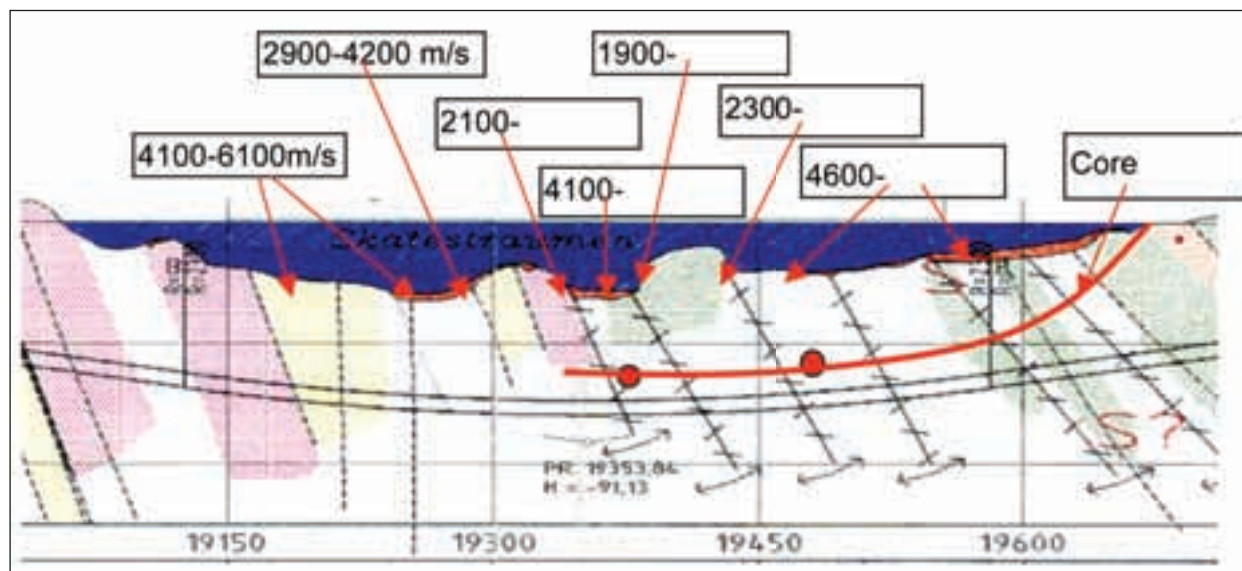 2900-4200 m/s
1900-
2100-
2300-
4100-6100m/s
4100-
4600-
Core
Skatestraumen
S
S ?
PR. 19353,84
H = -91,13
19150
19300
19450
19600